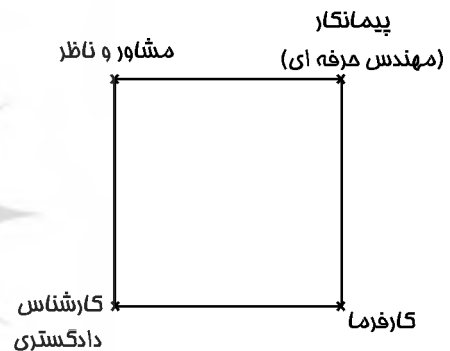 پیمانکار
(مهندس حرفه ای)
مشاور و ناظر
کارفرما
کارشناس
دادگستری